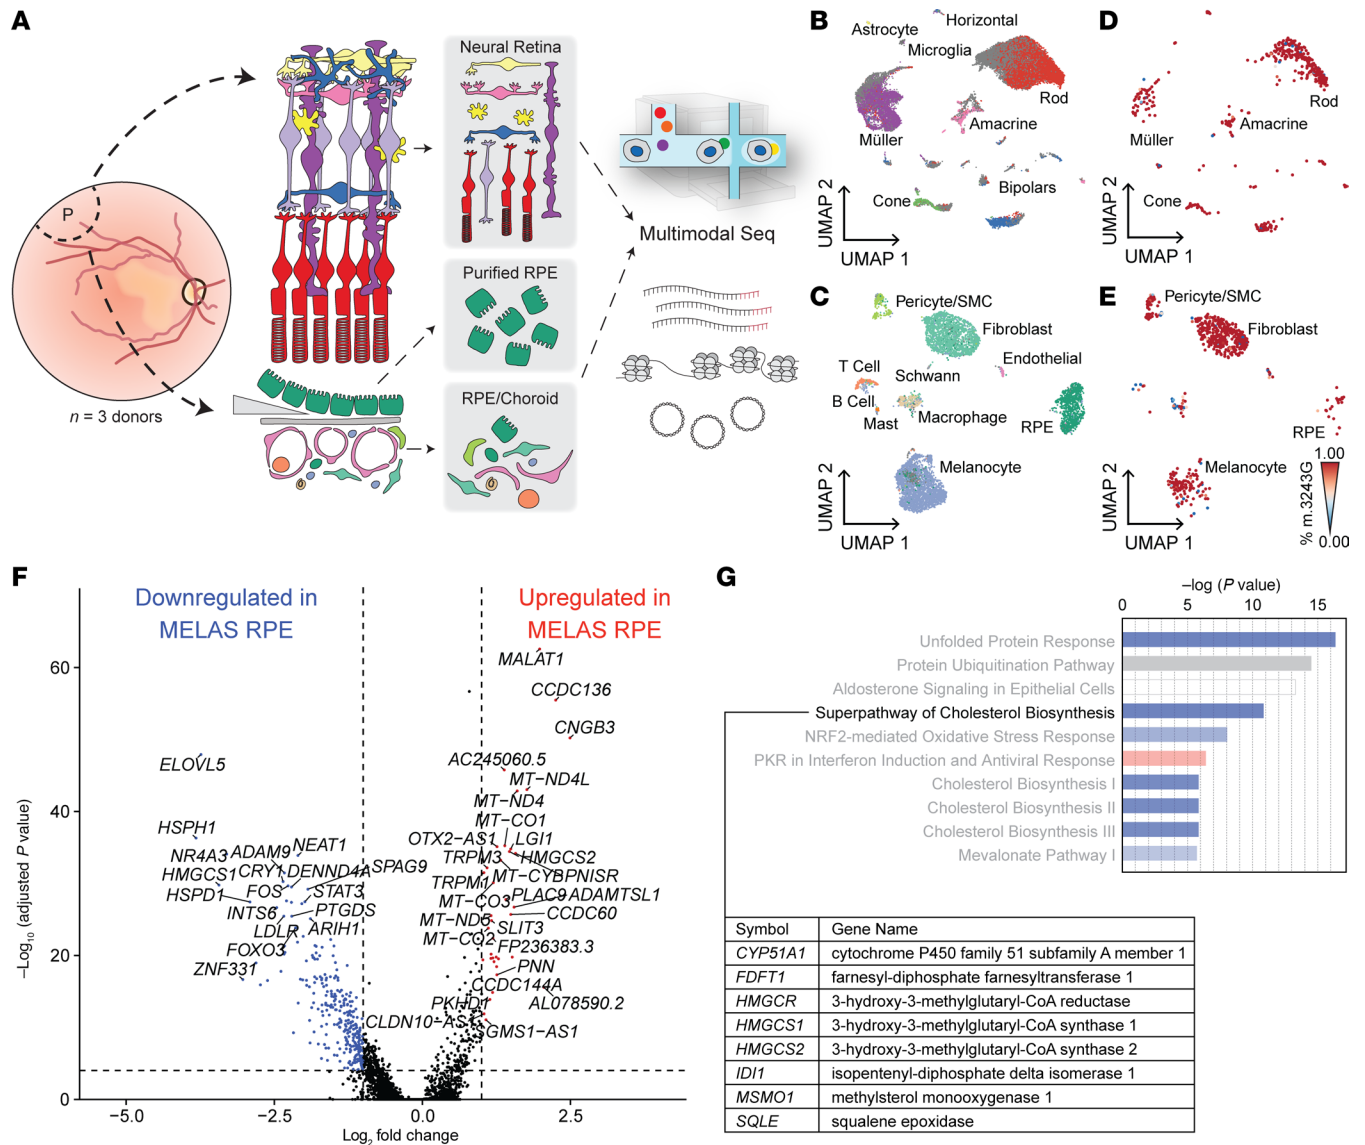 A
P
n = 3 donors
Neural Retina
Purified RPE
RPE/Choroid
Multimodal Seq
B
Astrocyte
Horizontal
Microglia
Rod
Amacrine
Müller
Bipolars
Cone
UMAP 2
UMAP 1
D
Rod
Amacrine
Müller
Cone
UMAP 2
UMAP 1
C
Pericyte/SMC
Fibroblast
Endothelial
T Cell
Schwann
B Cell
Mast
Macrophage
RPE
Melanocyte
UMAP 2
UMAP 1
E
Pericyte/SMC
Fibroblast
RPE
Melanocyte
1.00
% m.3243G
0.00
UMAP 2
UMAP 1
F
Downregulated in
MELAS RPE
Upregulated in
MELAS RPE
–Log10 (adjusted P value)
60
40
20
0
−5.0
−2.5
0.0
2.5
Log2 fold change
MALAT1
CCDC136
CNGB3
AC245060.5
MT−ND4L
MT−ND4
MT−CO1
OTX2−AS1
LGI1
TRPM3
HMGCS2
MT−CYB
PNISR
TRPM1
MT−CO3
PLAC9
ADAMTSL1
MT−ND5
CCDC60
SLIT3
MT−CO2
FP236383.3
PNN
CCDC144A
PKHD1
AL078590.2
CLDN10−AS1
GMS1−AS1
ELOVL5
HSPH1
NEAT1
NR4A3
ADAM9
SPAG9
HMGCS1
CRY1
DENND4A
HSPD1
FOS
STAT3
INTS6
PTGDS
LDLR
ARIH1
FOXO3
ZNF331
G
–log (P value)
0 5 10 15
Unfolded Protein Response
Protein Ubiquitination Pathway
Aldosterone Signaling in Epithelial Cells
Superpathway of Cholesterol Biosynthesis
NRF2-mediated Oxidative Stress Response
PKR in Interferon Induction and Antiviral Response
Cholesterol Biosynthesis I
Cholesterol Biosynthesis II
Cholesterol Biosynthesis III
Mevalonate Pathway I
Symbol Gene Name
CYP51A1 cytochrome P450 family 51 subfamily A member 1
FDFT1 farnesyl-diphosphate farnesyltransferase 1
HMGCR 3-hydroxy-3-methylglutaryl-CoA reductase
HMGCS1 3-hydroxy-3-methylglutaryl-CoA synthase 1
HMGCS2 3-hydroxy-3-methylglutaryl-CoA synthase 2
IDI1 isopentenyl-diphosphate delta isomerase 1
MSMO1 methylsterol monooxygenase 1
SQLE squalene epoxidase